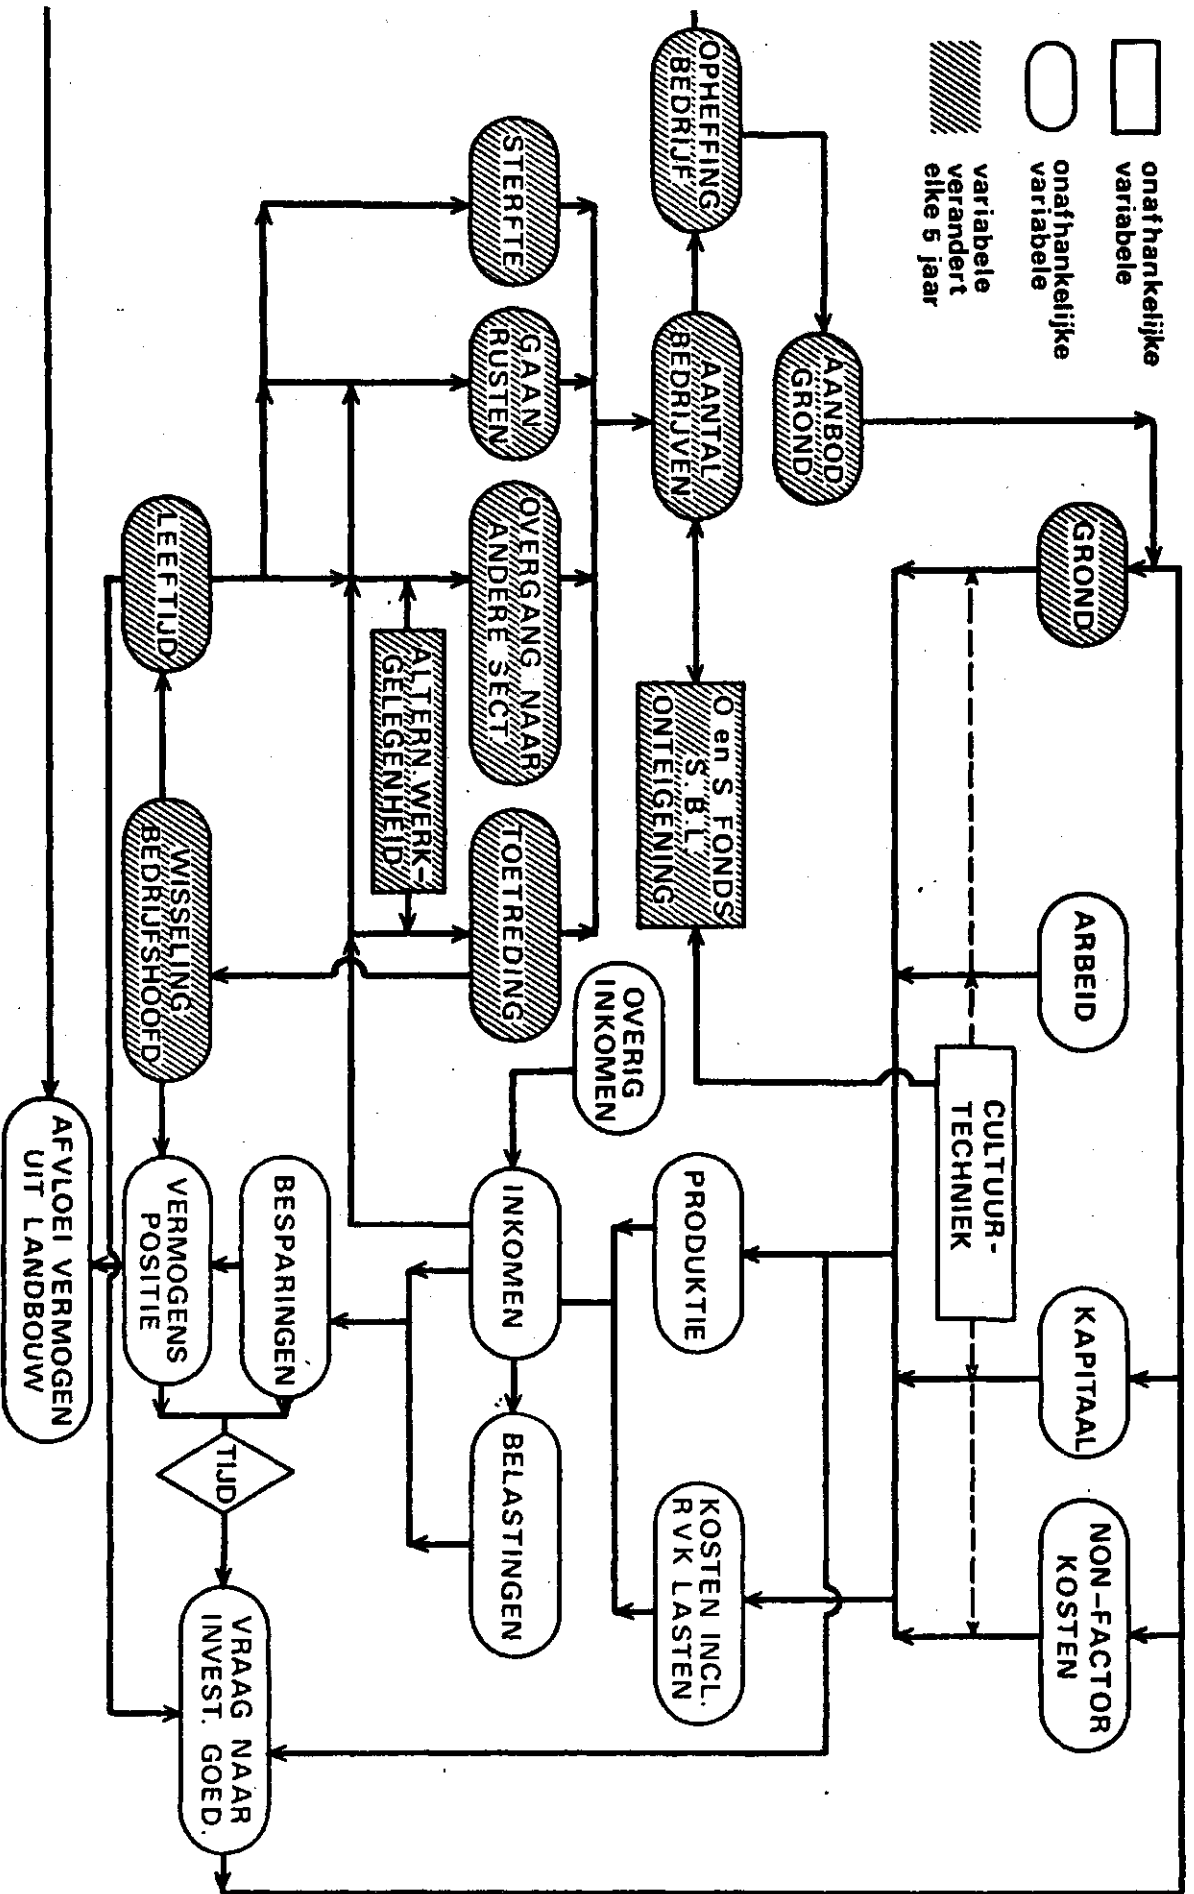 onafhankelijke
variabele
onafhankelijke
variabele
variabele
verandert
elke 5 jaar
GROND
ARBEID
KAPITAAL
NON-FACTOR
KOSTEN
CULTUUR-
TECHNIEK
AANBOD
GROND
OPHEFFING
BEDRIJF
AANTAL
BEDRIJVEN
O en S FONDS
S.B.L.
ONTEIGENING
PRODUKTIE
KOSTEN INCL.
RVK LASTEN
OVERIG
INKOMEN
STERFTE
GAAN
RUSTEN
OVERGANG NAAR
ANDERE SECT.
TOETREDING
INKOMEN
BELASTINGEN
ALTERN. WERK-
GELEGENHEID
BESPARINGEN
TIJD
VRAAG NAAR
INVEST. GOED.
LEEFTIJD
WISSELING
BEDRIJFSHOOFD
VERMOGENS
POSITIE
AFVLOEI VERMOGEN
UIT LANDBOUW